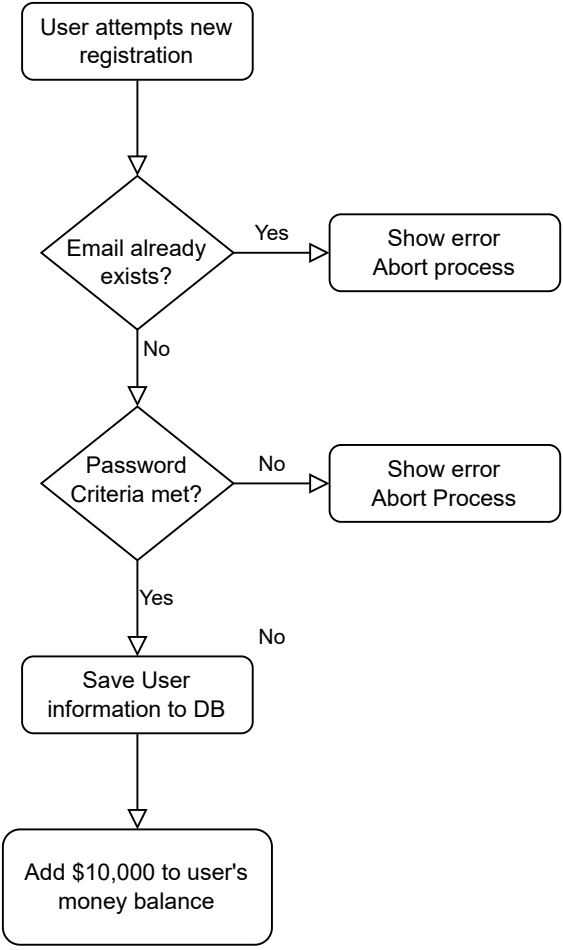 User attempts new
registration
Email already
exists?
Yes
Show error
Abort process
No
Password
Criteria met?
No
Show error
Abort Process
Yes
No
Save User
information to DB
Add $10,000 to user's
money balance